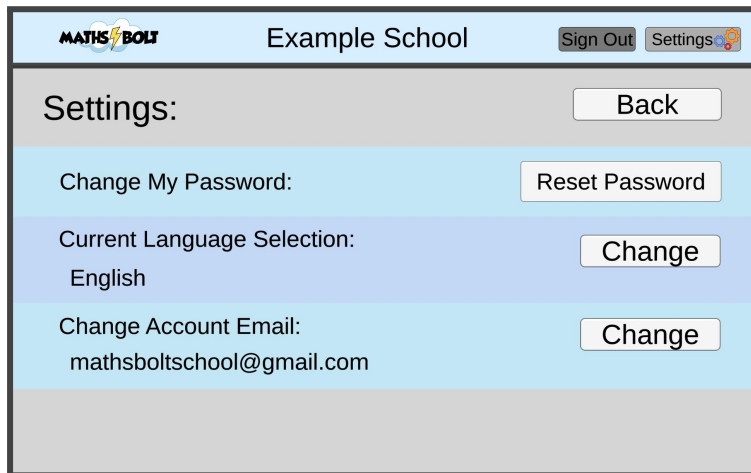 MATHS BOLT
Example School
Sign Out
Settings
Settings:
Back
Change My Password:
Reset Password
Current Language Selection:
English
Change
Change Account Email:
mathsboltschool@gmail.com
Change